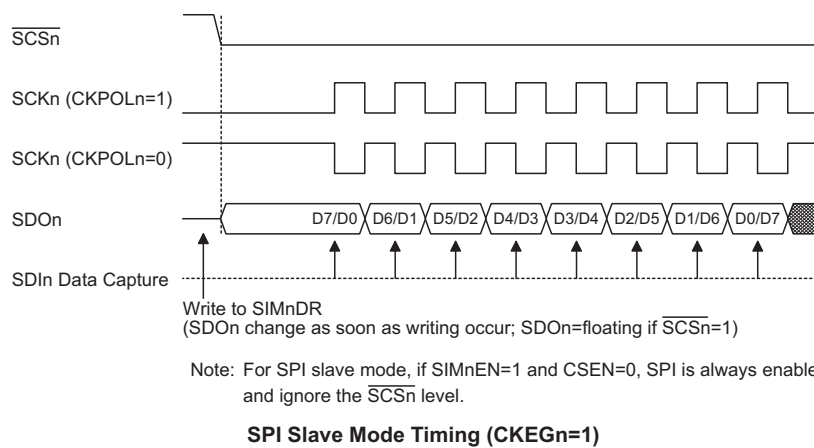 SCSn
SCKn (CKPOLn=1)
SCKn (CKPOLn=0)
SDOn D7/D0 D6/D1 D5/D2 D4/D3 D3/D4 D2/D5 D1/D6 D0/D7
SDIn Data Capture
Write to SIMnDR
(SDOn change as soon as writing occur; SDOn=floating if SCSn=1)
Note: For SPI slave mode, if SIMnEN=1 and CSEN=0, SPI is always enable
and ignore the SCSn level.
SPI Slave Mode Timing (CKEGn=1)